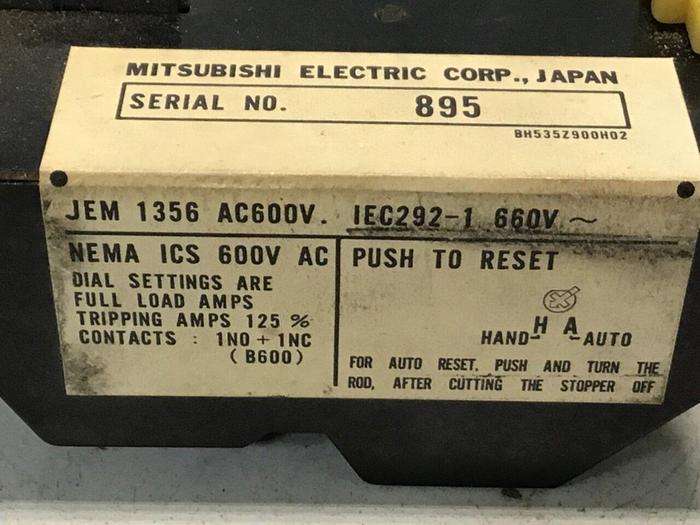 MITSUBISHI ELECTRIC CORP., JAPAN
SERIAL NO. 895
BH535Z900H02
JEM 1356 AC600V. IEC292-1 660V ~
NEMA ICS 600V AC
DIAL SETTINGS ARE
FULL LOAD AMPS
TRIPPING AMPS 125 %
CONTACTS : 1NO + 1NC
(B600)
PUSH TO RESET
H A
HAND AUTO
FOR AUTO RESET. PUSH AND TURN THE
ROD, AFTER CUTTING THE STOPPER OFF